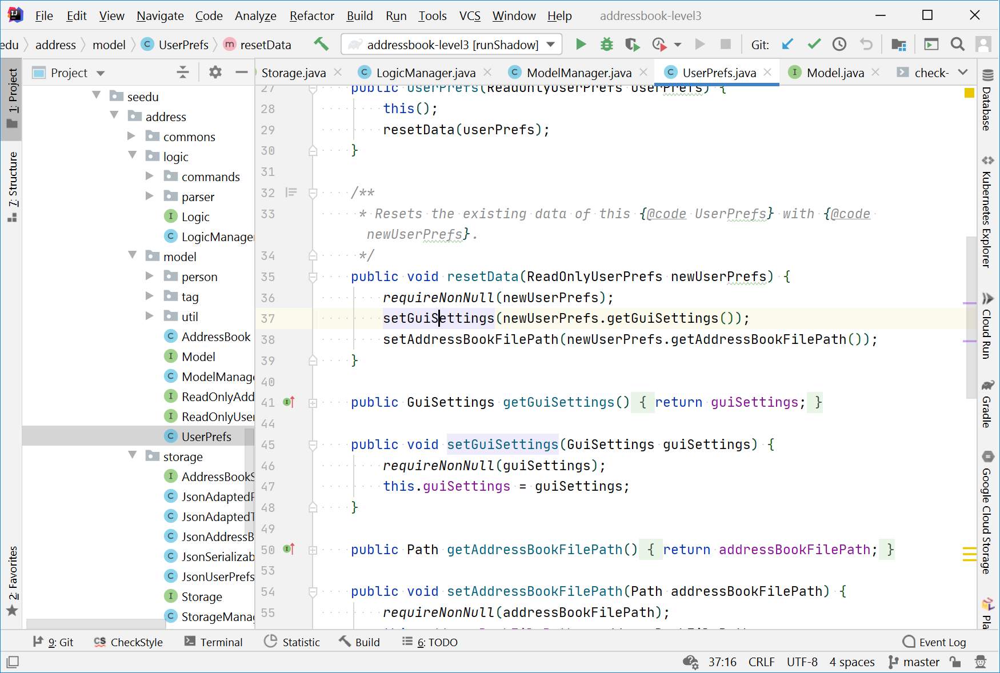 File Edit View Navigate Code Analyze Refactor Build Run Tools VCS Window Help addressbook-level3
edu address model UserPrefs resetData addressbook-level3 [runShadow] Git:
Project
Storage.java LogicManager.java ModelManager.java UserPrefs.java Model.java check-
1: Project
7: Structure
2: Favorites
seedu
address
commons
logic
commands
parser
Logic
LogicManager
model
person
tag
util
AddressBook
Model
ModelManage
ReadOnlyAdd
ReadOnlyUser
UserPrefs
storage
AddressBookS
JsonAdaptedP
JsonAdaptedT
JsonAddressB
JsonSerializab
JsonUserPrefs
Storage
StorageManag
27 public UserPrefs(ReadOnlyUserPrefs userPrefs) {
28 this();
29 resetData(userPrefs);
30 }
31
32 /**
33 * Resets the existing data of this {@code UserPrefs} with {@code
newUserPrefs}.
34 */
35 public void resetData(ReadOnlyUserPrefs newUserPrefs) {
36 requireNonNull(newUserPrefs);
37 setGuiSettings(newUserPrefs.getGuiSettings());
38 setAddressBookFilePath(newUserPrefs.getAddressBookFilePath());
39 }
40
41 public GuiSettings getGuiSettings() { return guiSettings; }
44
45 public void setGuiSettings(GuiSettings guiSettings) {
46 requireNonNull(guiSettings);
47 this.guiSettings = guiSettings;
48 }
49
50 public Path getAddressBookFilePath() { return addressBookFilePath; }
53
54 public void setAddressBookFilePath(Path addressBookFilePath) {
55 requireNonNull(addressBookFilePath);
Database
Kubernetes Explorer
Cloud Run
Gradle
Google Cloud Storage
Pla
9: Git CheckStyle Terminal Statistic Build 6: TODO Event Log
37:16 CRLF UTF-8 4 spaces master